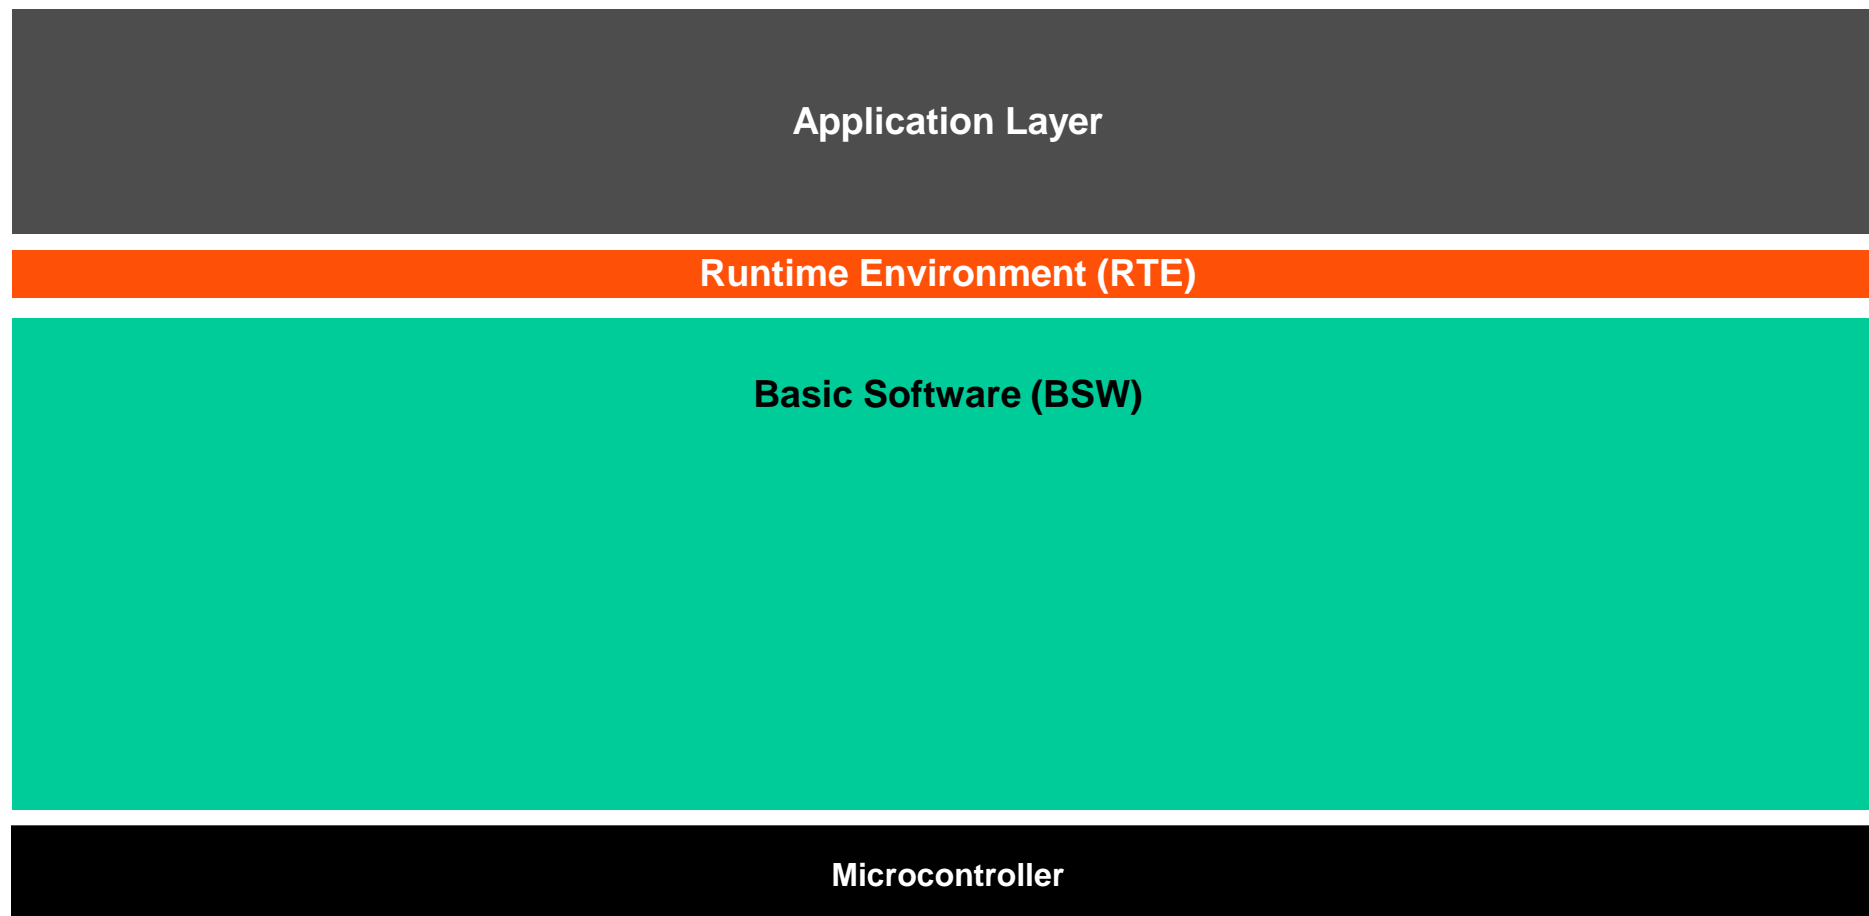 Application Layer
Runtime Environment (RTE)
Basic Software (BSW)
Microcontroller